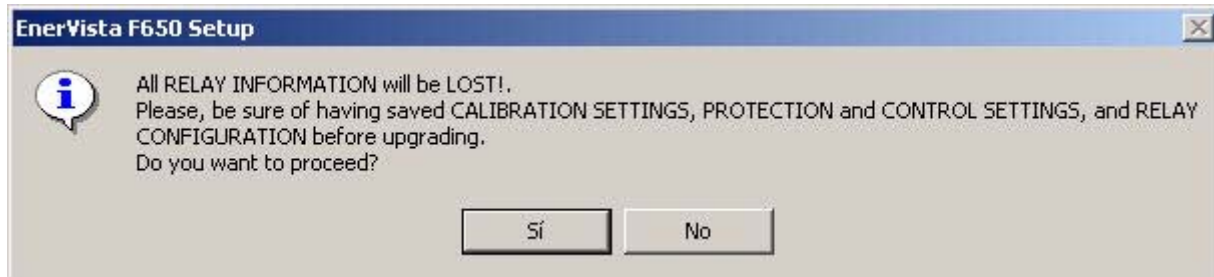 EnerVista F650 Setup
All RELAY INFORMATION will be LOST!.
Please, be sure of having saved CALIBRATION SETTINGS, PROTECTION and CONTROL SETTINGS, and RELAY
CONFIGURATION before upgrading.
Do you want to proceed?
Sí No